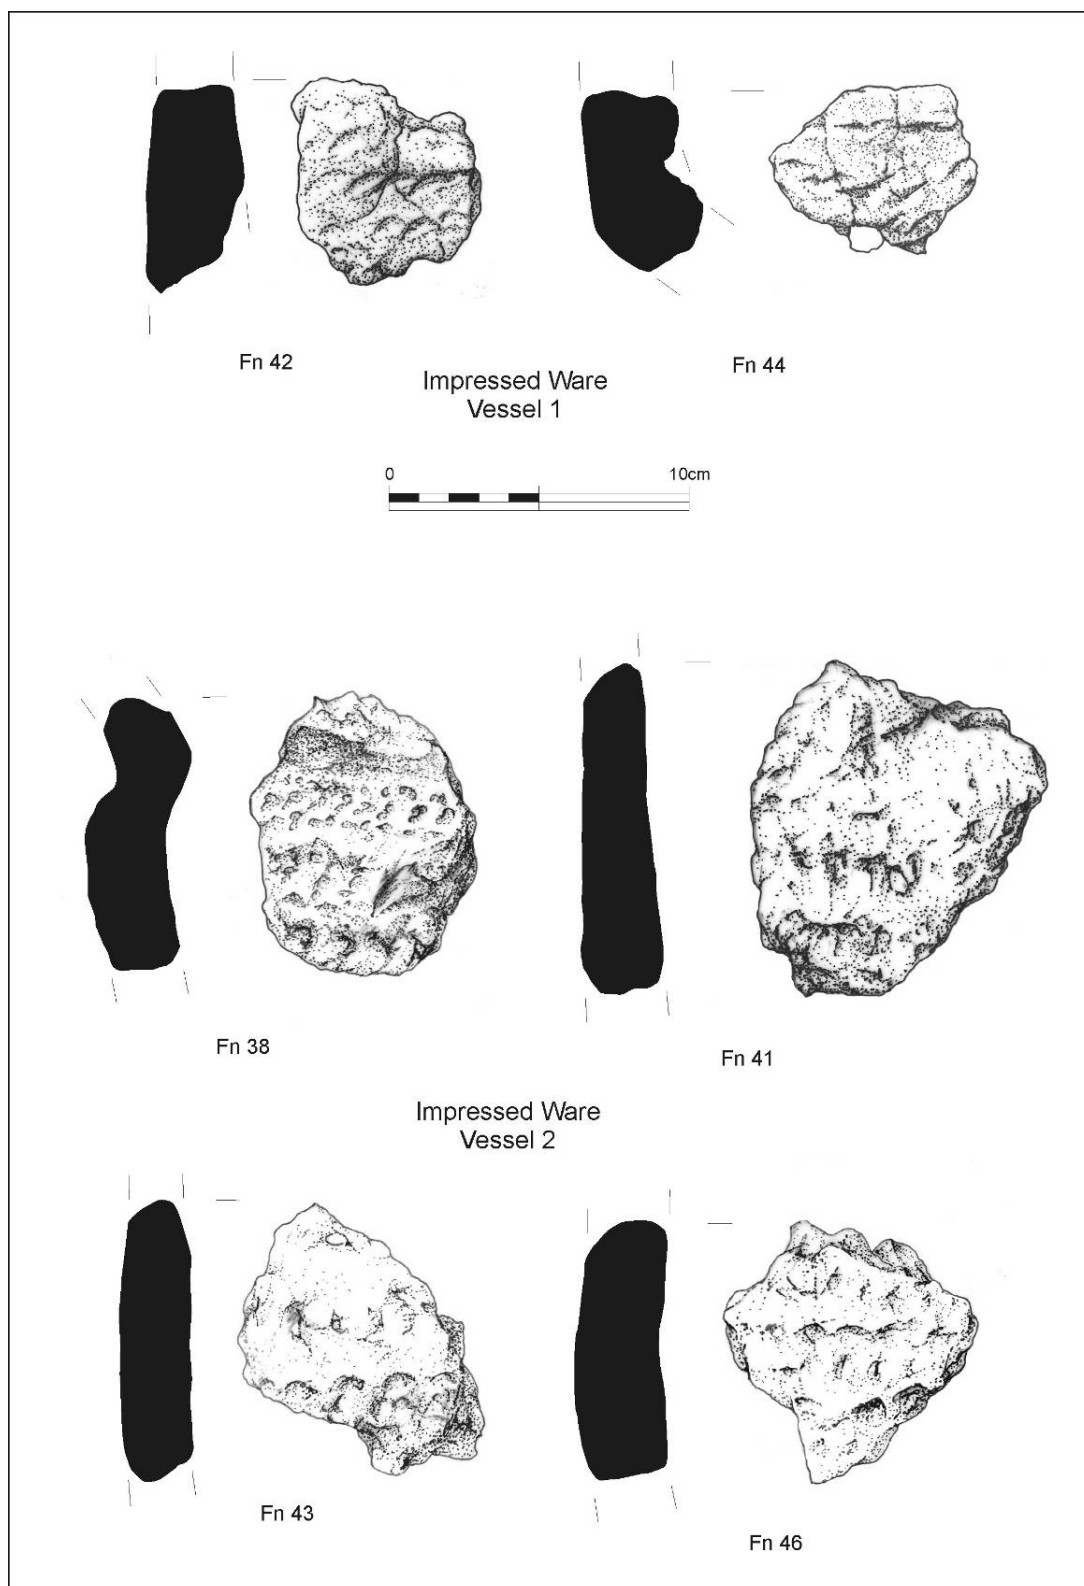 Fn 42
Fn 44
Impressed Ware
Vessel 1
0 10cm
Fn 38
Fn 41
Impressed Ware
Vessel 2
Fn 43
Fn 46